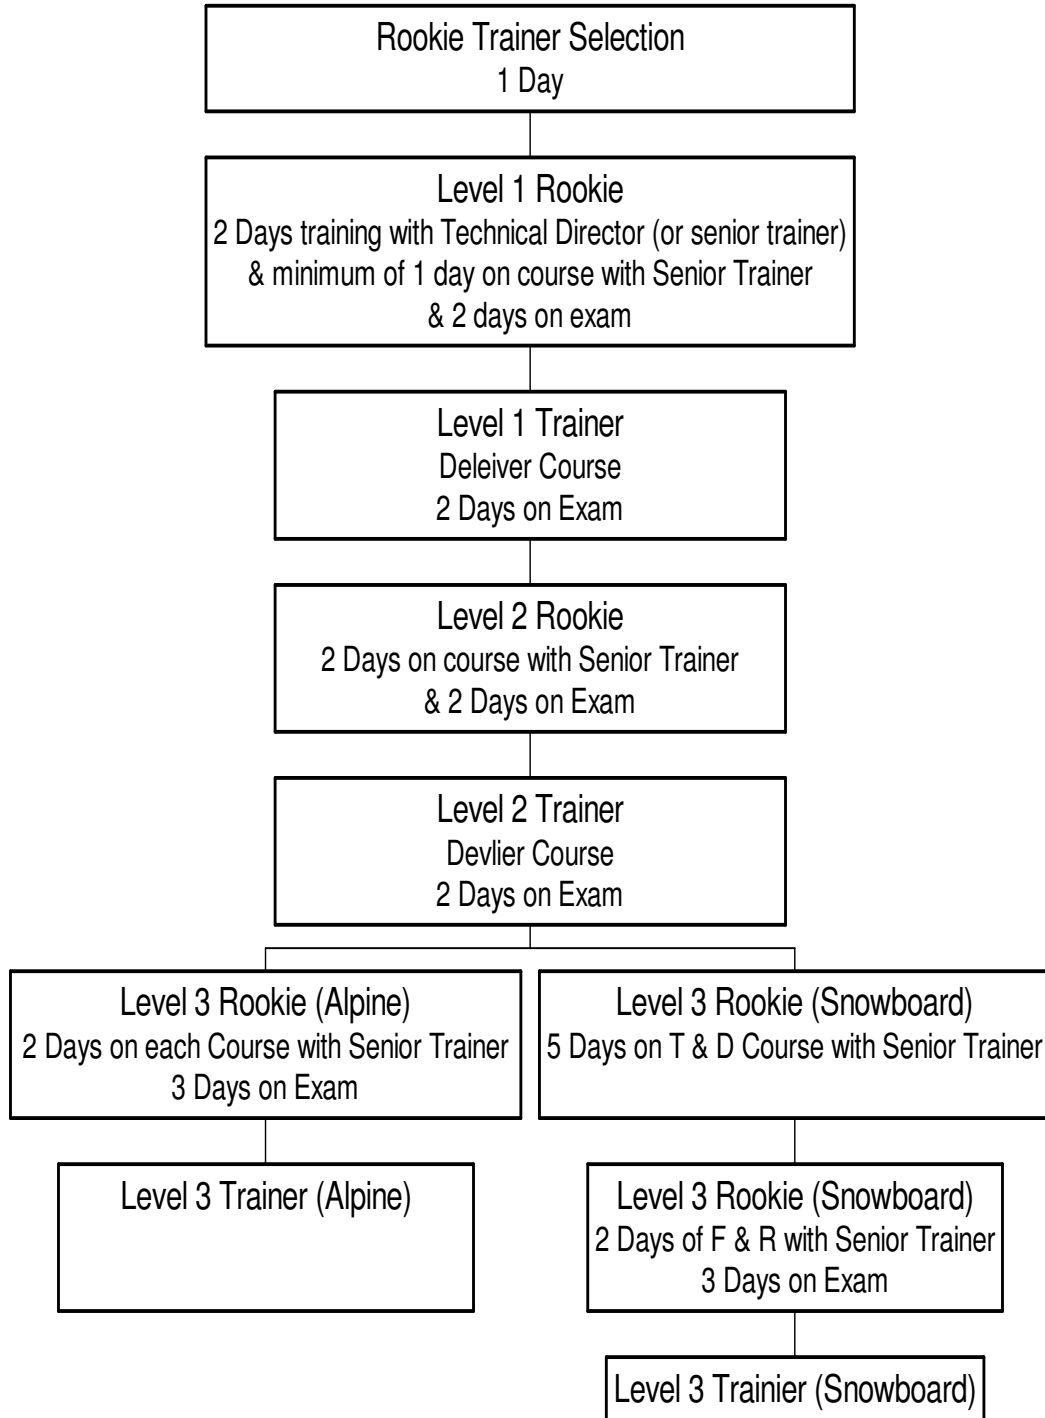 Rookie Trainer Selection
1 Day
Level 1 Rookie
2 Days training with Technical Director (or senior trainer)
& minimum of 1 day on course with Senior Trainer
& 2 days on exam
Level 1 Trainer
Deleiver Course
2 Days on Exam
Level 2 Rookie
2 Days on course with Senior Trainer
& 2 Days on Exam
Level 2 Trainer
Devlier Course
2 Days on Exam
Level 3 Rookie (Alpine)
2 Days on each Course with Senior Trainer
3 Days on Exam
Level 3 Trainer (Alpine)
Level 3 Rookie (Snowboard)
5 Days on T & D Course with Senior Trainer
Level 3 Rookie (Snowboard)
2 Days of F & R with Senior Trainer
3 Days on Exam
Level 3 Trainier (Snowboard)